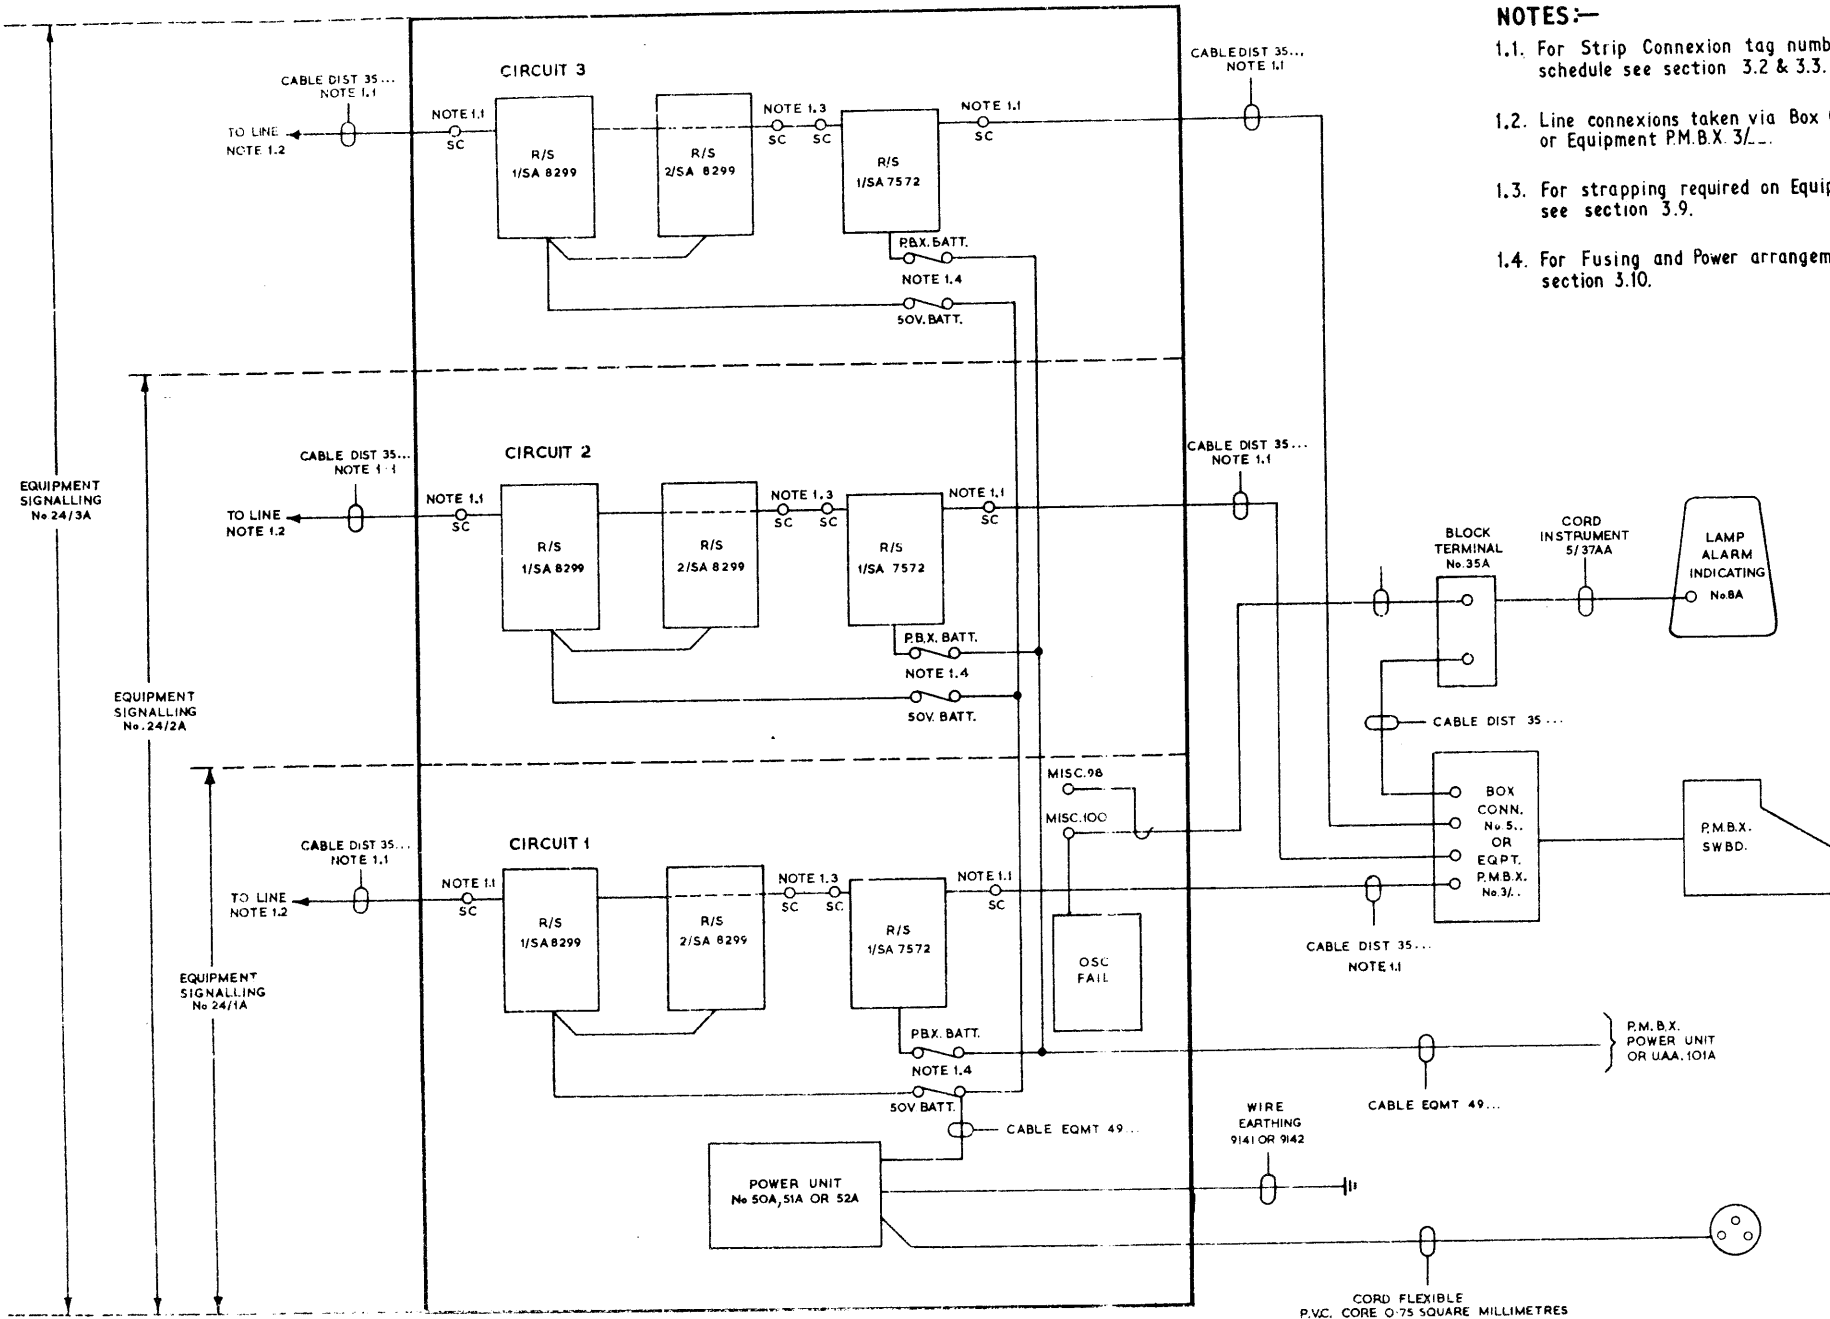 NOTES:—
1.1. For Strip Connexion tag numb
schedule see section 3.2 & 3.3.
1.2. Line connexions taken via Box
or Equipment P.M.B.X. 3/_ _.
1.3. For strapping required on Equip
see section 3.9.
1.4. For Fusing and Power arrangem
section 3.10.
CIRCUIT 3
CABLE DIST 35...
NOTE 1.1
TO LINE
NOTE 1.2
NOTE 1.1
SC
R/S
1/SA 8299
R/S
2/SA 8299
NOTE 1.3
SC
SC
R/S
1/SA 7572
NOTE 1.1
SC
CABLE DIST 35...
NOTE 1.1
P.B.X. BATT.
NOTE 1.4
50V. BATT.
EQUIPMENT
SIGNALLING
No 24/3A
CIRCUIT 2
CABLE DIST 35...
NOTE 1.1
TO LINE
NOTE 1.2
NOTE 1.1
SC
R/S
1/SA 8299
R/S
2/SA 8299
NOTE 1.3
SC
SC
R/S
1/SA 7572
NOTE 1.1
SC
CABLE DIST 35...
NOTE 1.1
P.B.X. BATT.
NOTE 1.4
50V. BATT.
EQUIPMENT
SIGNALLING
No. 24/2A
BLOCK
TERMINAL
No. 35A
CORD
INSTRUMENT
5/37AA
LAMP
ALARM
INDICATING
No. 8A
CABLE DIST 35...
MISC. 98
MISC. 100
BOX
CONN.
No 5..
OR
EQPT.
P.M.B.X.
No. 3/..
P.M.B.X.
SWBD.
CIRCUIT 1
CABLE DIST 35...
NOTE 1.1
TO LINE
NOTE 1.2
NOTE 1.1
SC
R/S
1/SA 8299
R/S
2/SA 8299
NOTE 1.3
SC
SC
R/S
1/SA 7572
NOTE 1.1
SC
CABLE DIST 35...
NOTE 1.1
OSC
FAIL
P.B.X. BATT.
NOTE 1.4
50V BATT.
EQUIPMENT
SIGNALLING
No 24/1A
P.M.B.X.
POWER UNIT
OR U.A.A. 101A
CABLE EQMT 49...
CABLE EQMT 49...
WIRE
EARTHING
9141 OR 9142
POWER UNIT
No 50A, 51A OR 52A
CORD FLEXIBLE
P.V.C. CORE 0·75 SQUARE MILLIMETRES